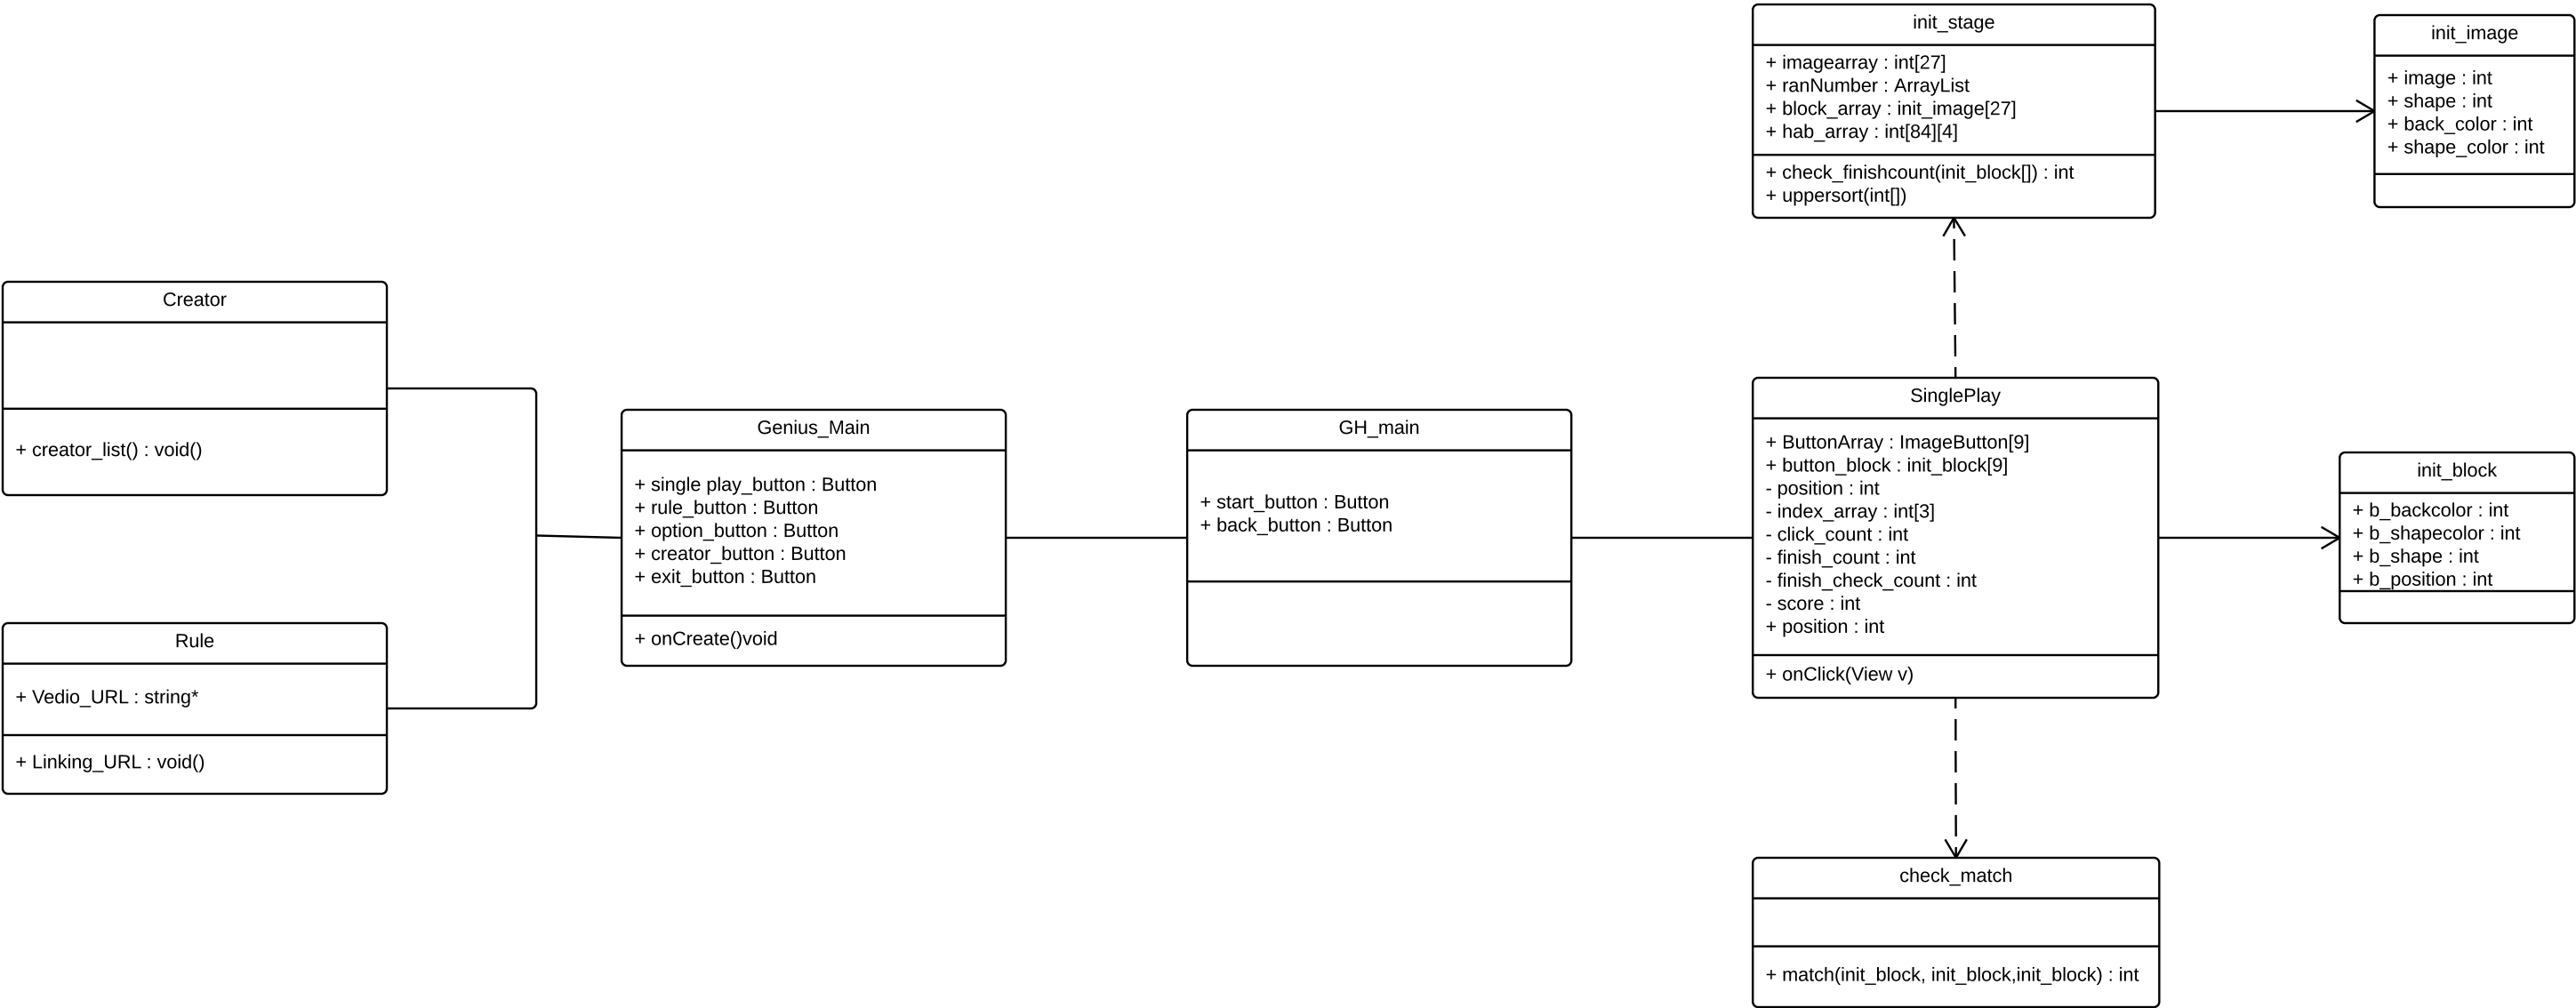 init_stage
+ imagearray : int[27]
+ ranNumber : ArrayList
+ block_array : init_image[27]
+ hab_array : int[84][4]
+ check_finishcount(init_block[]) : int
+ uppersort(int[])
init_image
+ image : int
+ shape : int
+ back_color : int
+ shape_color : int
Creator
+ creator_list() : void()
Rule
+ Vedio_URL : string*
+ Linking_URL : void()
Genius_Main
+ single play_button : Button
+ rule_button : Button
+ option_button : Button
+ creator_button : Button
+ exit_button : Button
+ onCreate()void
GH_main
+ start_button : Button
+ back_button : Button
SinglePlay
+ ButtonArray : ImageButton[9]
+ button_block : init_block[9]
- position : int
- index_array : int[3]
- click_count : int
- finish_count : int
- finish_check_count : int
- score : int
+ position : int
+ onClick(View v)
init_block
+ b_backcolor : int
+ b_shapecolor : int
+ b_shape : int
+ b_position : int
check_match
+ match(init_block, init_block,init_block) : int